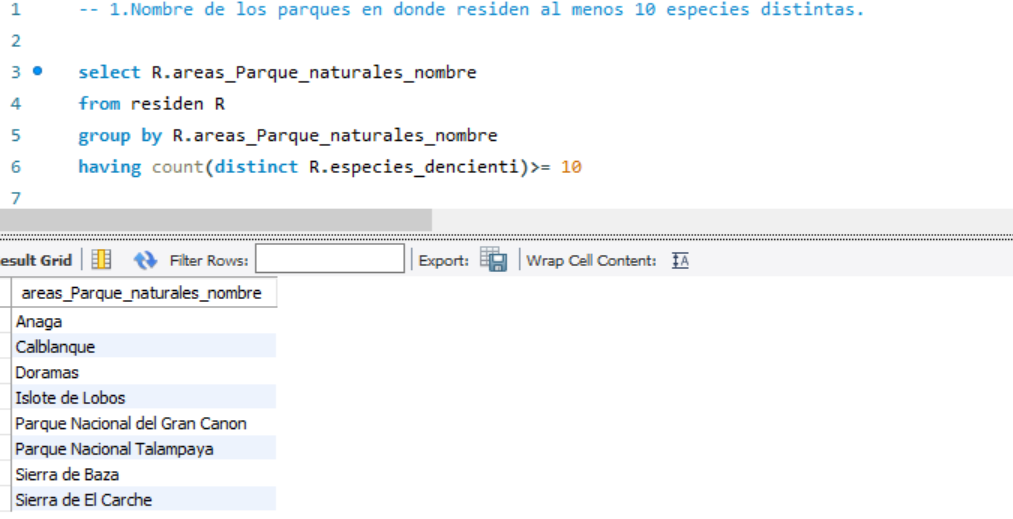 1 -- 1.Nombre de los parques en donde residen al menos 10 especies distintas.
2
3 select R.areas_Parque_naturales_nombre
4 from residen R
5 group by R.areas_Parque_naturales_nombre
6 having count(distinct R.especies_dencienti)>= 10
7
esult Grid Filter Rows: Export: Wrap Cell Content: IA
areas_Parque_naturales_nombre
Anaga
Calblanque
Doramas
Islote de Lobos
Parque Nacional del Gran Canon
Parque Nacional Talampaya
Sierra de Baza
Sierra de El Carche